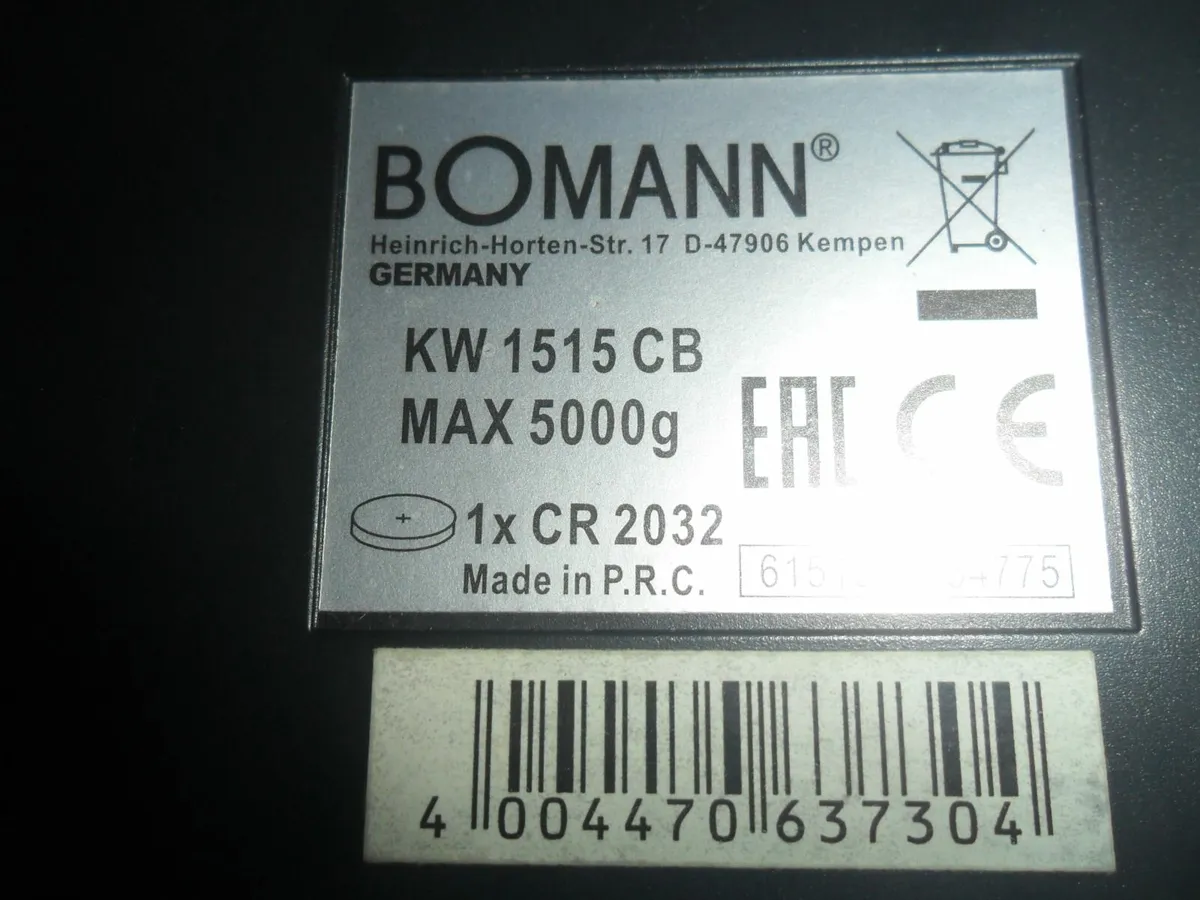 BOMANN®
Heinrich-Horten-Str. 17 D-47906 Kempen
GERMANY
KW 1515 CB
MAX 5000g
EAC CE
1x CR 2032
Made in P.R.C.
4 004470 637304